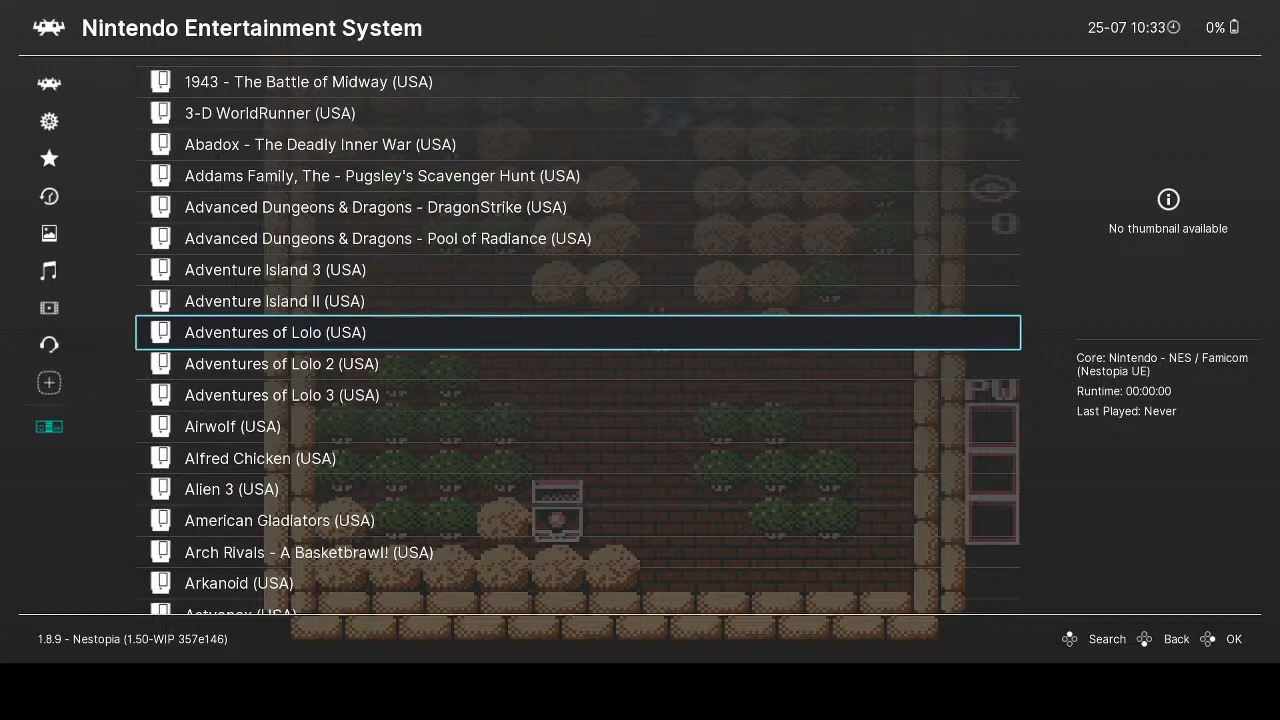 Nintendo Entertainment System
25-07 10:33
0%
1943 - The Battle of Midway (USA)
3-D WorldRunner (USA)
Abadox - The Deadly Inner War (USA)
Addams Family, The - Pugsley's Scavenger Hunt (USA)
Advanced Dungeons & Dragons - DragonStrike (USA)
Advanced Dungeons & Dragons - Pool of Radiance (USA)
Adventure Island 3 (USA)
Adventure Island II (USA)
Adventures of Lolo (USA)
Adventures of Lolo 2 (USA)
Adventures of Lolo 3 (USA)
Airwolf (USA)
Alfred Chicken (USA)
Alien 3 (USA)
American Gladiators (USA)
Arch Rivals - A Basketbrawl! (USA)
Arkanoid (USA)
Astyanax (USA)
4
0
PW
No thumbnail available
Core: Nintendo - NES / Famicom
(Nestopia UE)
Runtime: 00:00:00
Last Played: Never
1.8.9 - Nestopia (1.50-WIP 357e146)
Search
Back
OK